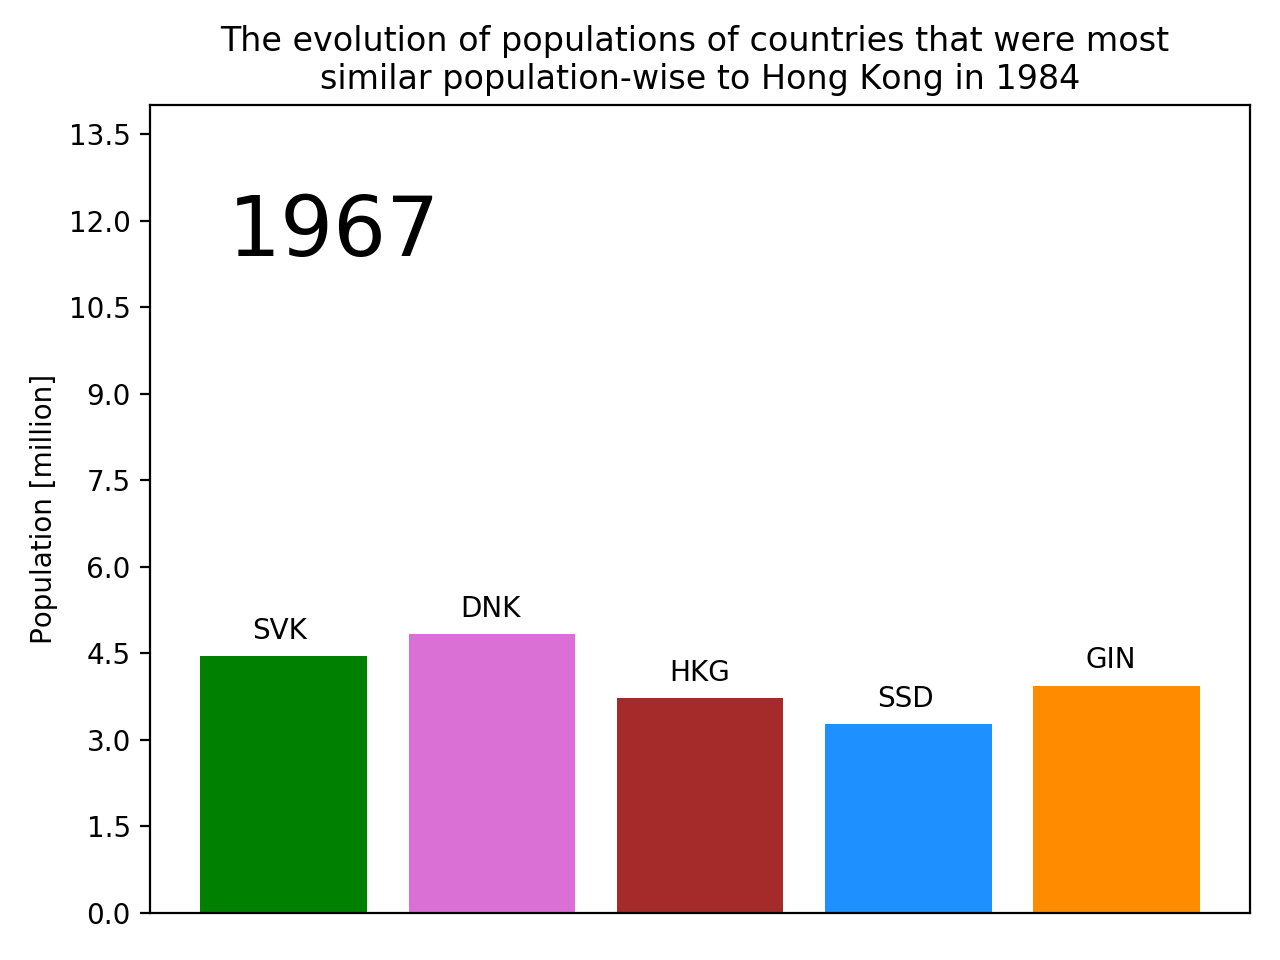 The evolution of populations of countries that were most
similar population-wise to Hong Kong in 1984
13.5
12.0
10.5
9.0
7.5
6.0
4.5
3.0
1.5
0.0
Population [million]
1967
SVK
DNK
HKG
SSD
GIN